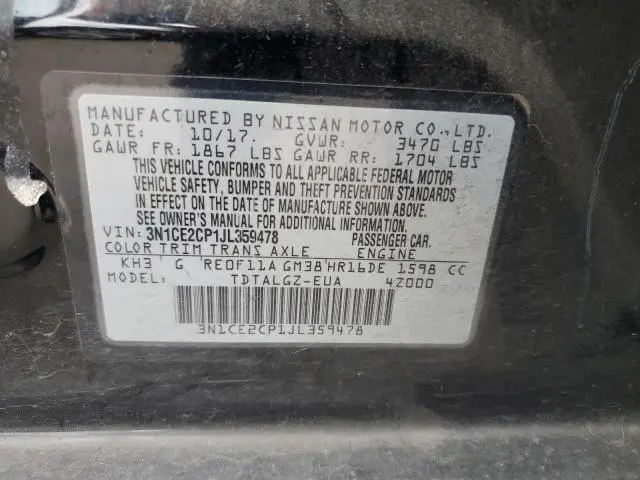 MANUFACTURED BY NISSAN MOTOR CO.,LTD.
DATE: 10/17. GVWR: 3470 LBS
GAWR FR: 1867 LBS GAWR RR: 1704 LBS
THIS VEHICLE CONFORMS TO ALL APPLICABLE FEDERAL MOTOR
VEHICLE SAFETY, BUMPER AND THEFT PREVENTION STANDARDS
IN EFFECT ON THE DATE OF MANUFACTURE SHOWN ABOVE.
SEE OWNER'S MANUAL FOR ADDITIONAL INFORMATION.
VIN: 3N1CE2CP1JL359478 PASSENGER CAR.
COLOR TRIM TRANS AXLE ENGINE
KH3 G RE0F11A GM38 HR16DE 1598 CC
MODEL: TDTALGZ-EUA 4Z000
3N1CE2CP1JL359478